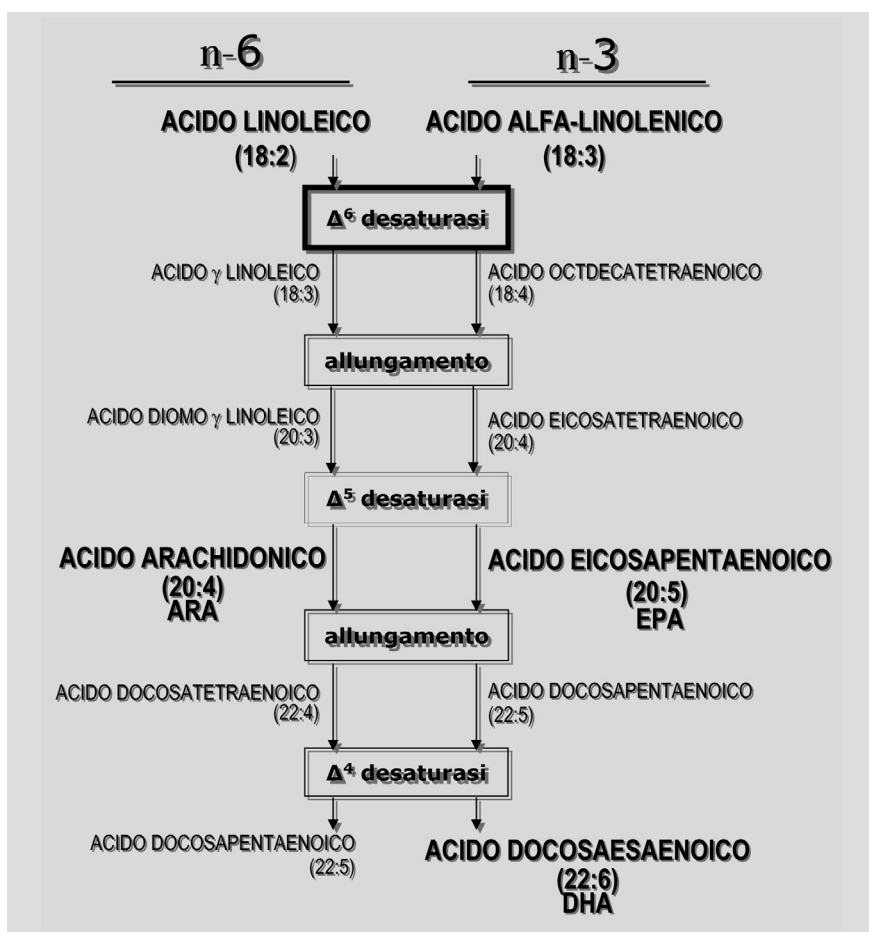 n-6
n-3
ACIDO LINOLEICO
(18:2)
ACIDO ALFA-LINOLENICO
(18:3)
Δ⁶ desaturasi
ACIDO γ LINOLEICO
(18:3)
ACIDO OCTDECATETRAENOICO
(18:4)
allungamento
ACIDO DIOMO γ LINOLEICO
(20:3)
ACIDO EICOSATETRAENOICO
(20:4)
Δ⁵ desaturasi
ACIDO ARACHIDONICO
(20:4)
ARA
ACIDO EICOSAPENTAENOICO
(20:5)
EPA
allungamento
ACIDO DOCOSATETRAENOICO
(22:4)
ACIDO DOCOSAPENTAENOICO
(22:5)
Δ⁴ desaturasi
ACIDO DOCOSAPENTAENOICO
(22:5)
ACIDO DOCOSAESAENOICO
(22:6)
DHA